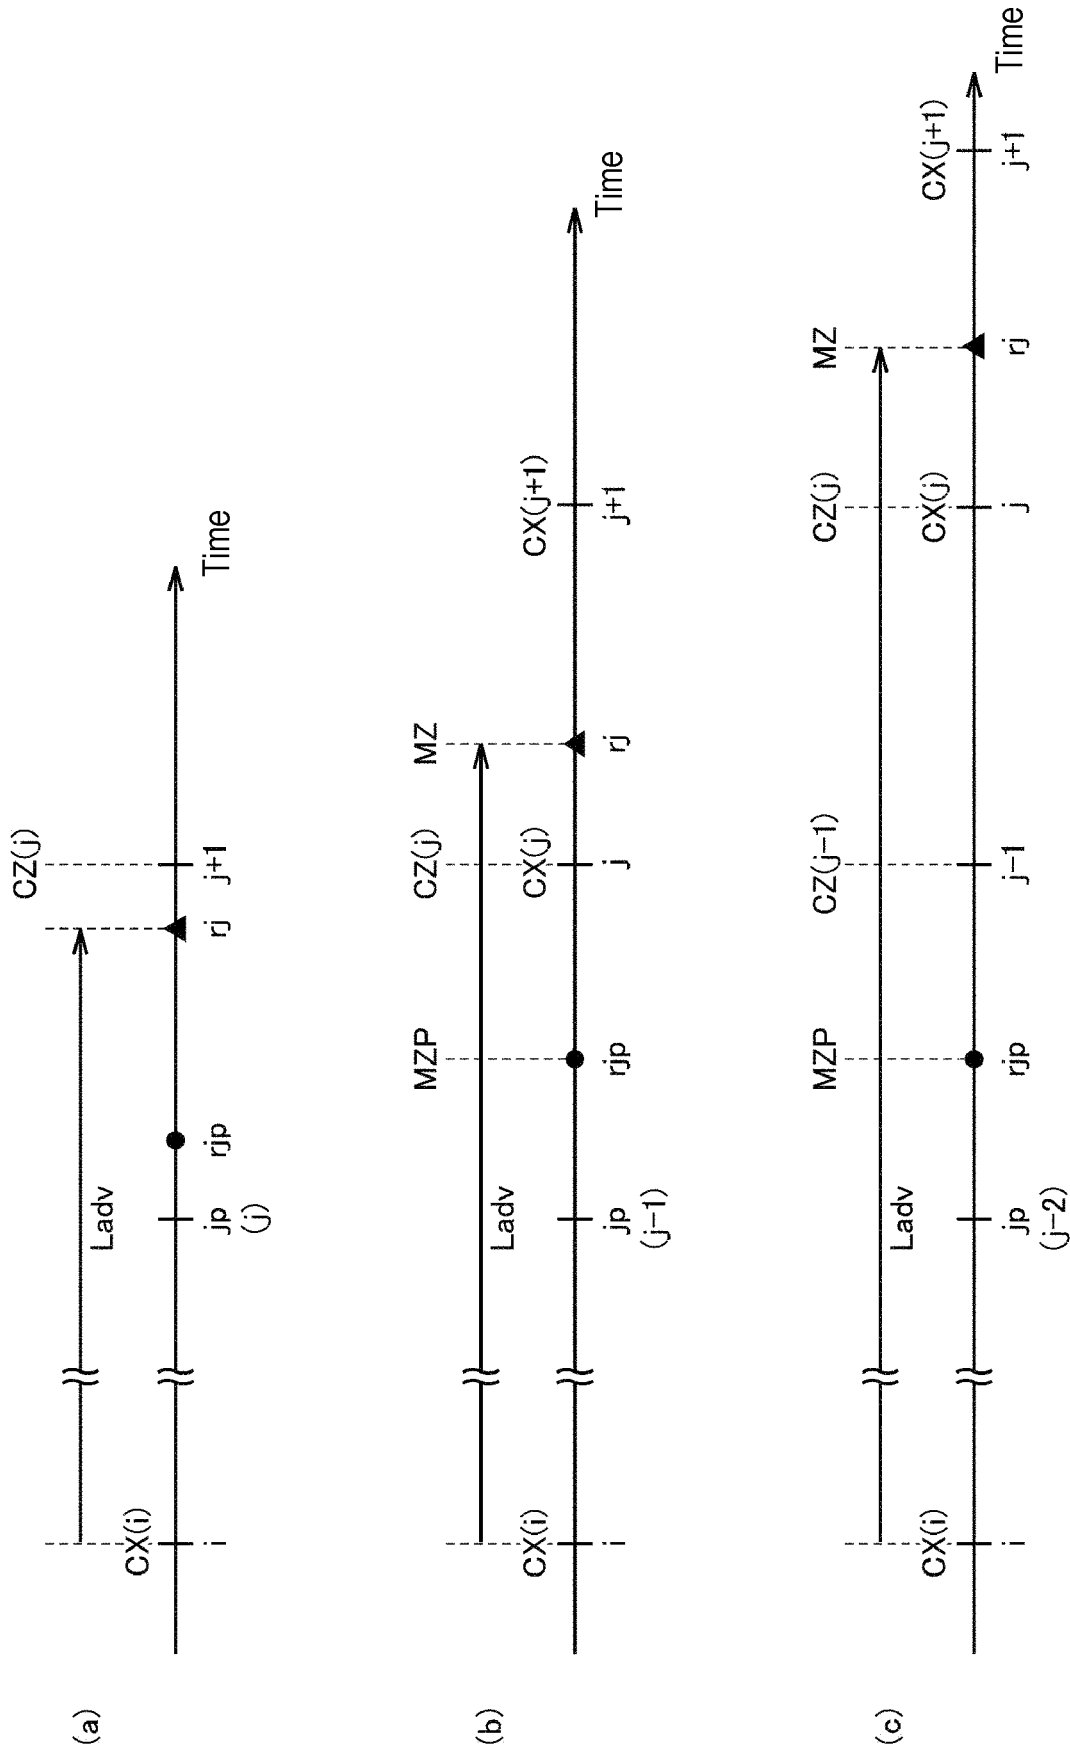 (a)
CZ(j)
Ladv
CX(i)
i
jp
(j)
rjp
rj
j+1
Time
(b)
MZP
CZ(j)
MZ
Ladv
CX(i)
CX(j)
CX(j+1)
i
jp
(j-1)
rjp
j
rj
j+1
Time
(c)
MZP
CZ(j-1)
CZ(j)
MZ
Ladv
CX(i)
CX(j)
CX(j+1)
i
jp
(j-2)
rjp
j-1
j
rj
j+1
Time